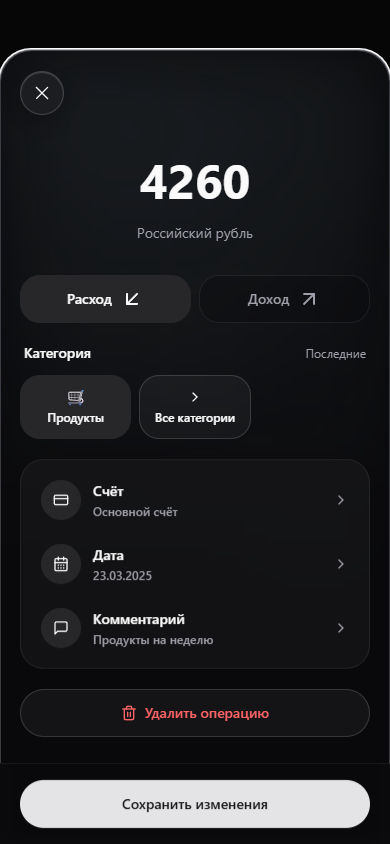 4260
Российский рубль
Расход
Доход
Категория
Последние
Продукты
Все категории
Счёт
Основной счёт
Дата
23.03.2025
Комментарий
Продукты на неделю
Удалить операцию
Сохранить изменения